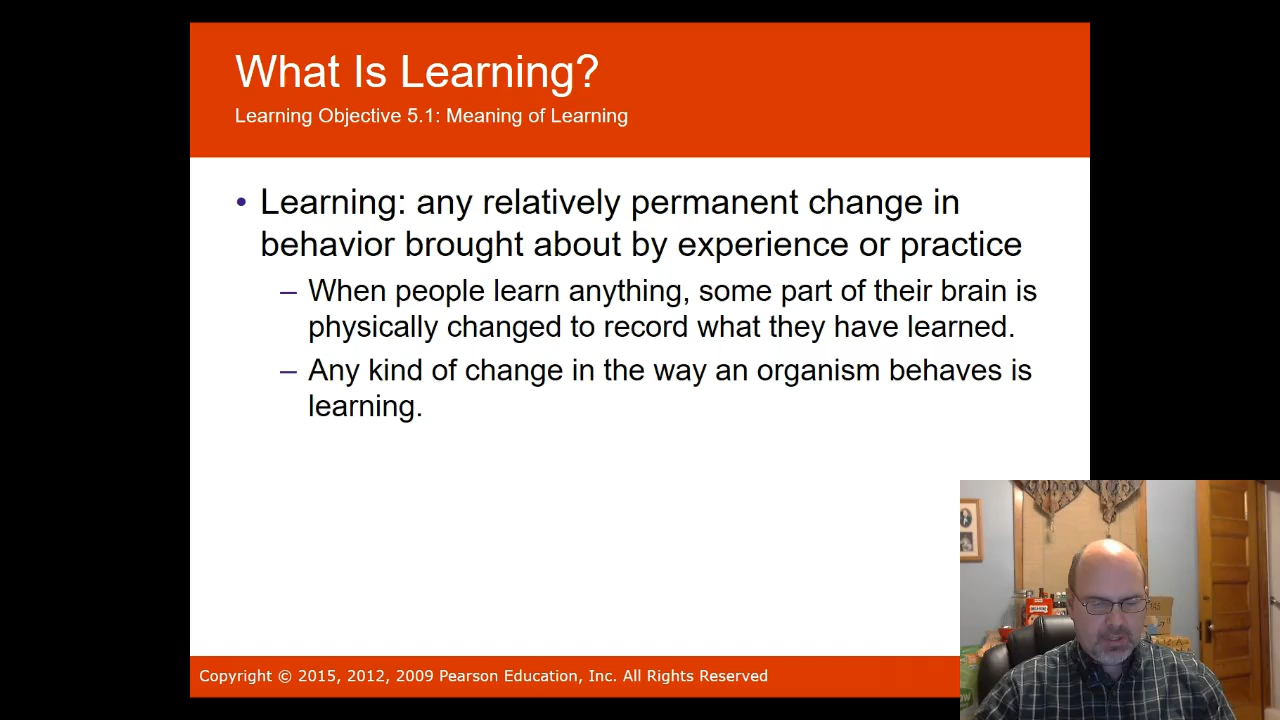 What Is Learning?
Learning Objective 5.1: Meaning of Learning
• Learning: any relatively permanent change in
behavior brought about by experience or practice
– When people learn anything, some part of their brain is
physically changed to record what they have learned.
– Any kind of change in the way an organism behaves is
learning.
Copyright © 2015, 2012, 2009 Pearson Education, Inc. All Rights Reserved